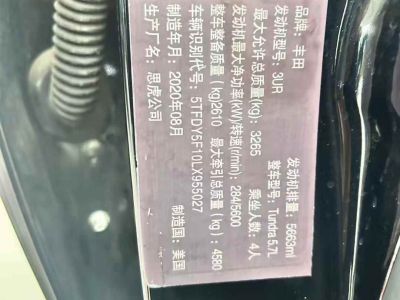 品牌：丰田
发动机型号：3UR 发动机排量：5663ml
最大允许总质量(kg)：3265 整车型号：Tundra 5.7L
发动机最大净功率(kW)/转速(r/min)：284/5600 乘坐人数：4人
整车整备质量（kg)2610 最大牵引总质量（kg）：4580
车辆识别代号：5TFDY5F10LX955027
制造年月：2020年08月 制造国：美国
思虎公司